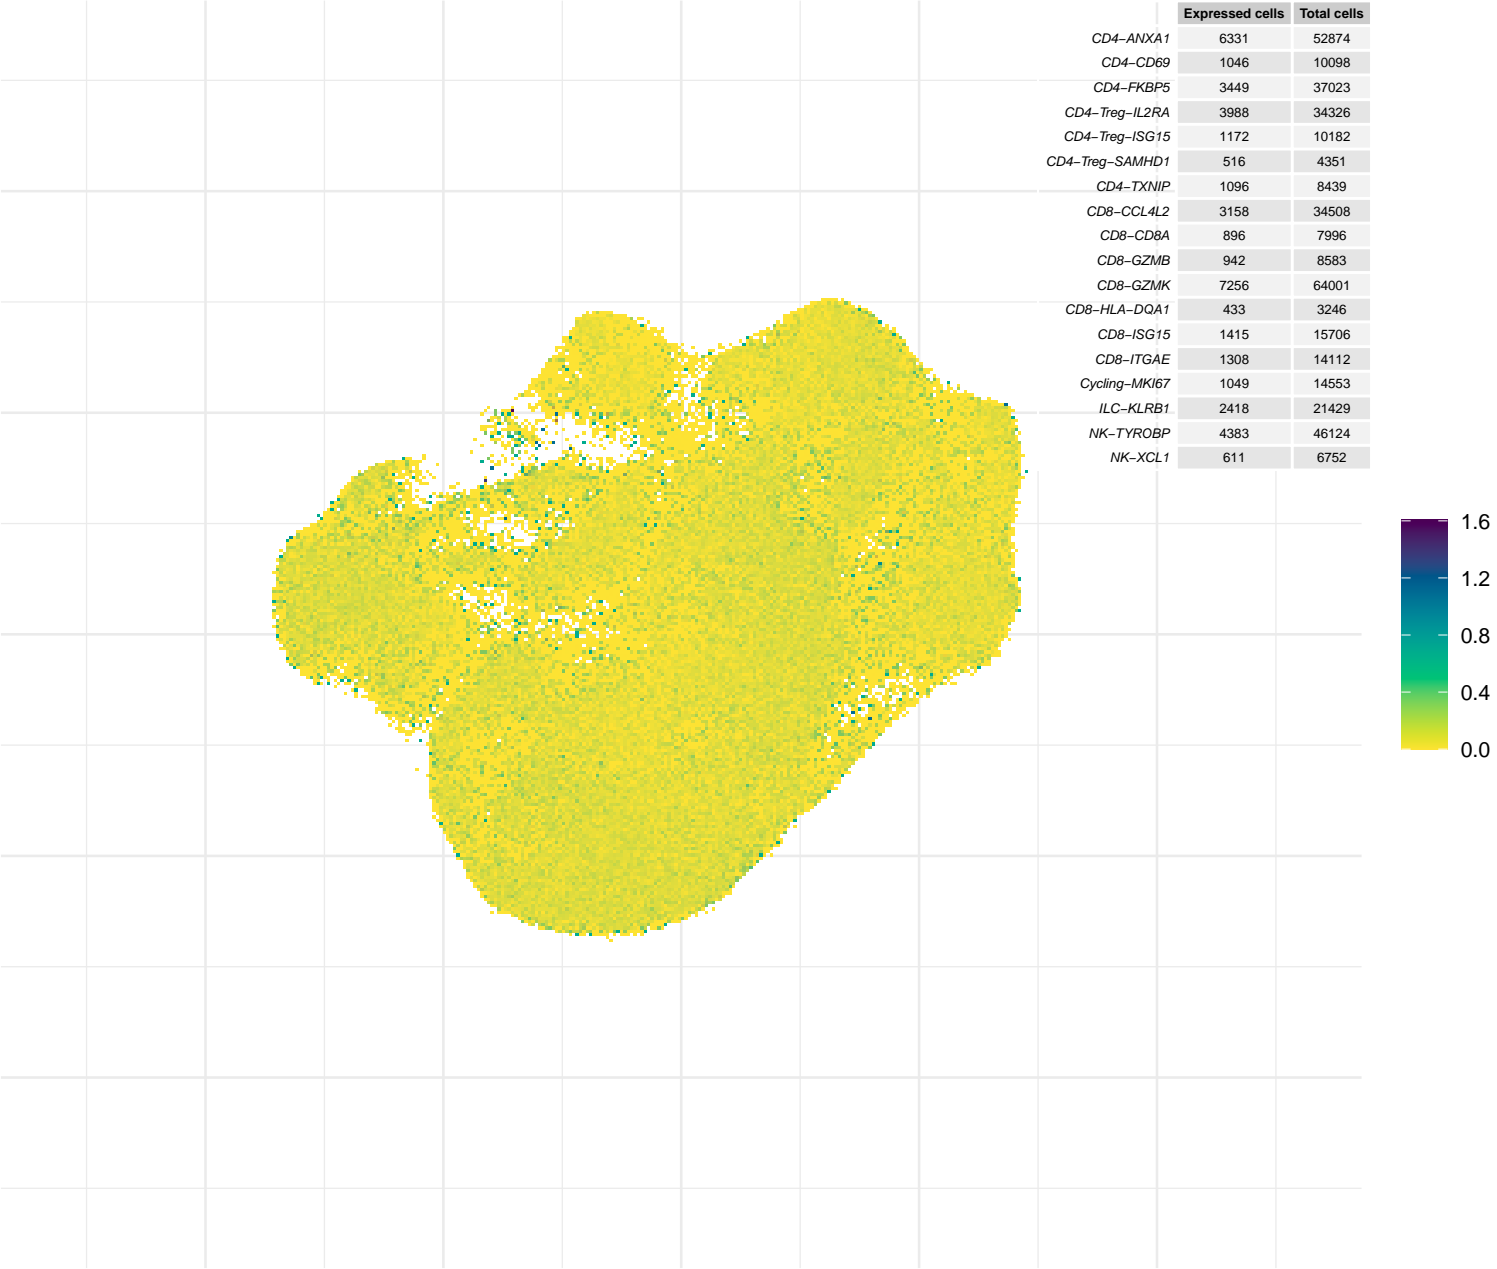 Expressed cells Total cells
CD4−ANXA1 6331 52874
CD4−CD69 1046 10098
CD4−FKBP5 3449 37023
CD4−Treg−IL2RA 3988 34326
CD4−Treg−ISG15 1172 10182
CD4−Treg−SAMHD1 516 4351
CD4−TXNIP 1096 8439
CD8−CCL4L2 3158 34508
CD8−CD8A 896 7996
CD8−GZMB 942 8583
CD8−GZMK 7256 64001
CD8−HLA−DQA1 433 3246
CD8−ISG15 1415 15706
CD8−ITGAE 1308 14112
Cycling−MKI67 1049 14553
ILC−KLRB1 2418 21429
NK−TYROBP 4383 46124
NK−XCL1 611 6752
1.6
1.2
0.8
0.4
0.0